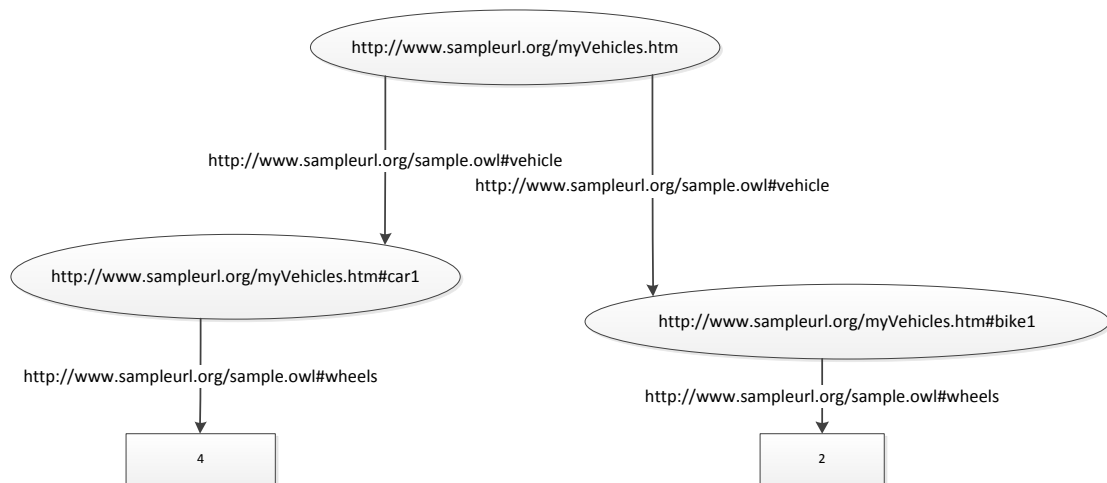 http://www.sampleurl.org/myVehicles.htm
http://www.sampleurl.org/sample.owl#vehicle
http://www.sampleurl.org/sample.owl#vehicle
http://www.sampleurl.org/myVehicles.htm#car1
http://www.sampleurl.org/myVehicles.htm#bike1
http://www.sampleurl.org/sample.owl#wheels
http://www.sampleurl.org/sample.owl#wheels
4
2